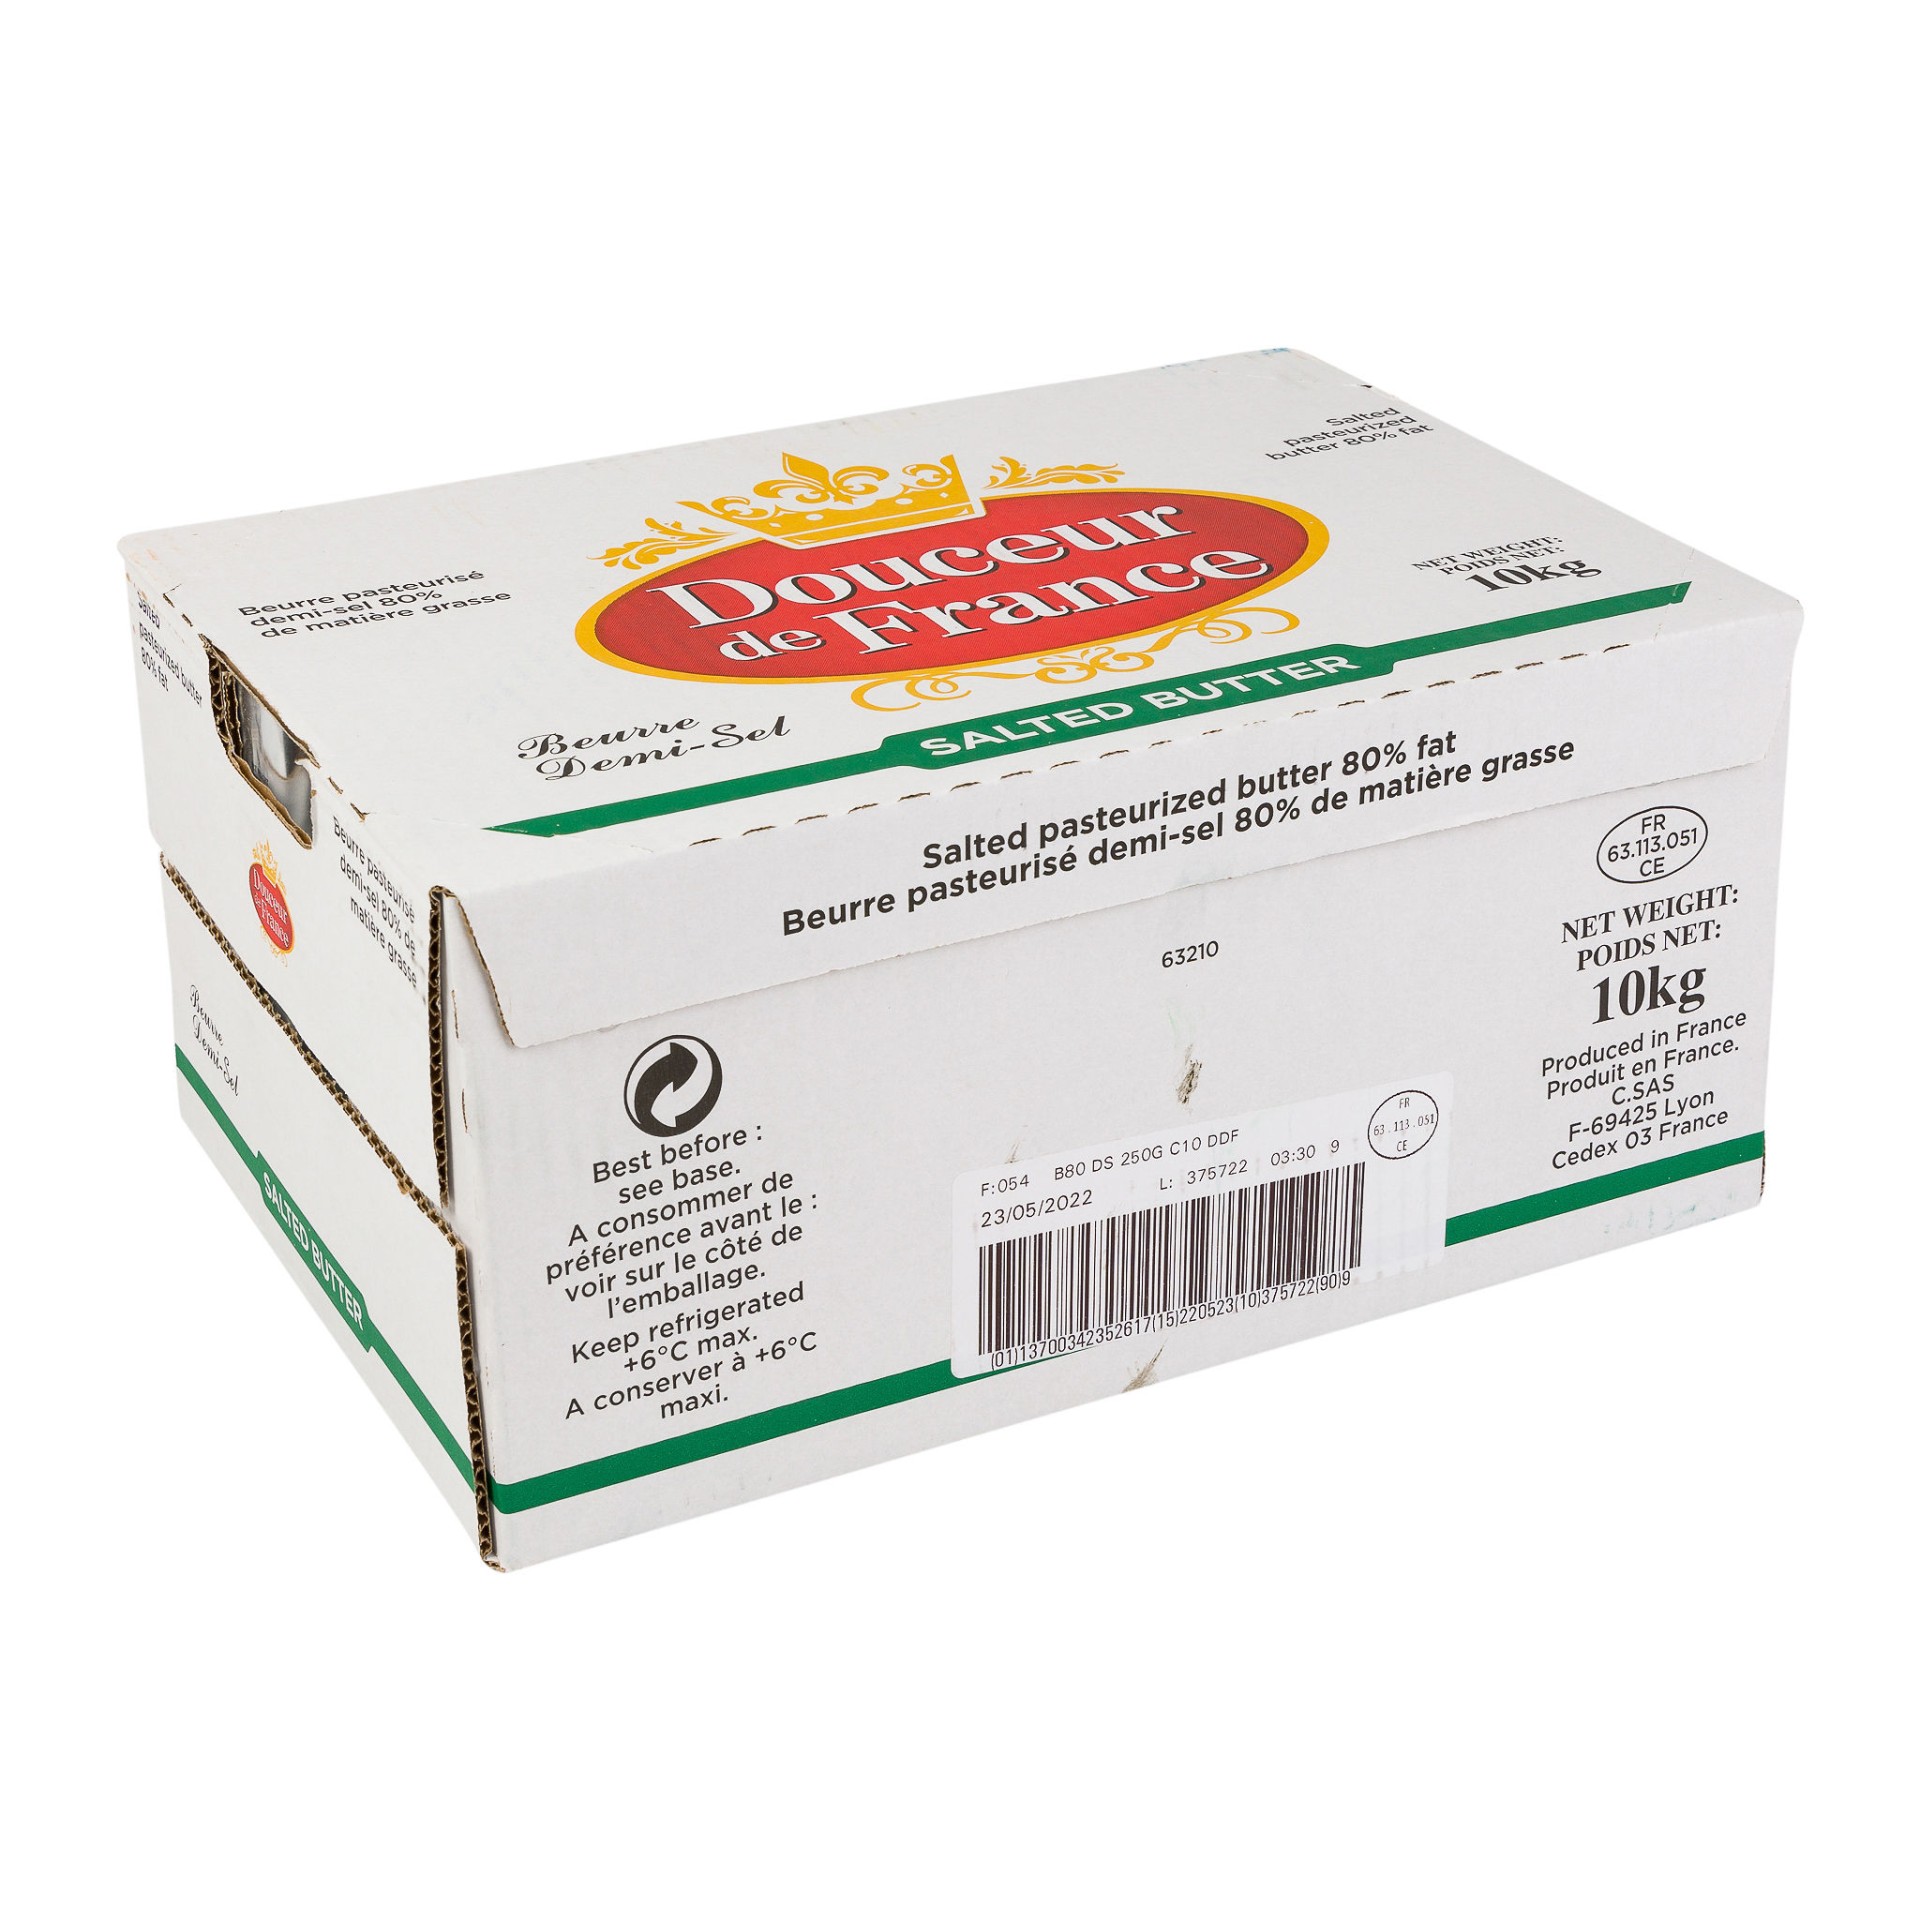 Salted
pasteurized
butter 80% fat
Douceur
de France
Beurre pasteurisé
demi-sel 80%
de matière grasse
NET WEIGHT:
POIDS NET:
10kg
Beurre
Demi-Sel
SALTED BUTTER
Salted
pasteurized butter
80% fat
Douceur
de France
Beurre pasteurisé
demi-sel 80% de
matière grasse
Beurre
Demi-Sel
SALTED BUTTER
Salted pasteurized butter 80% fat
Beurre pasteurisé demi-sel 80% de matière grasse
63210
FR
63.113.051
CE
NET WEIGHT:
POIDS NET:
10kg
Produced in France
Produit en France.
C.SAS
F-69425 Lyon
Cedex 03 France
Best before :
see base.
A consommer de
préférence avant le :
voir sur le côté de
l'emballage.
Keep refrigerated
+6°C max.
A conserver à +6°C
maxi.
F:054 B80 DS 250G C10 DDF
23/05/2022 L: 375722 03:30 9
FR
63.113.051
CE
(01)13700342352617(15)220523(10)375722(90)9